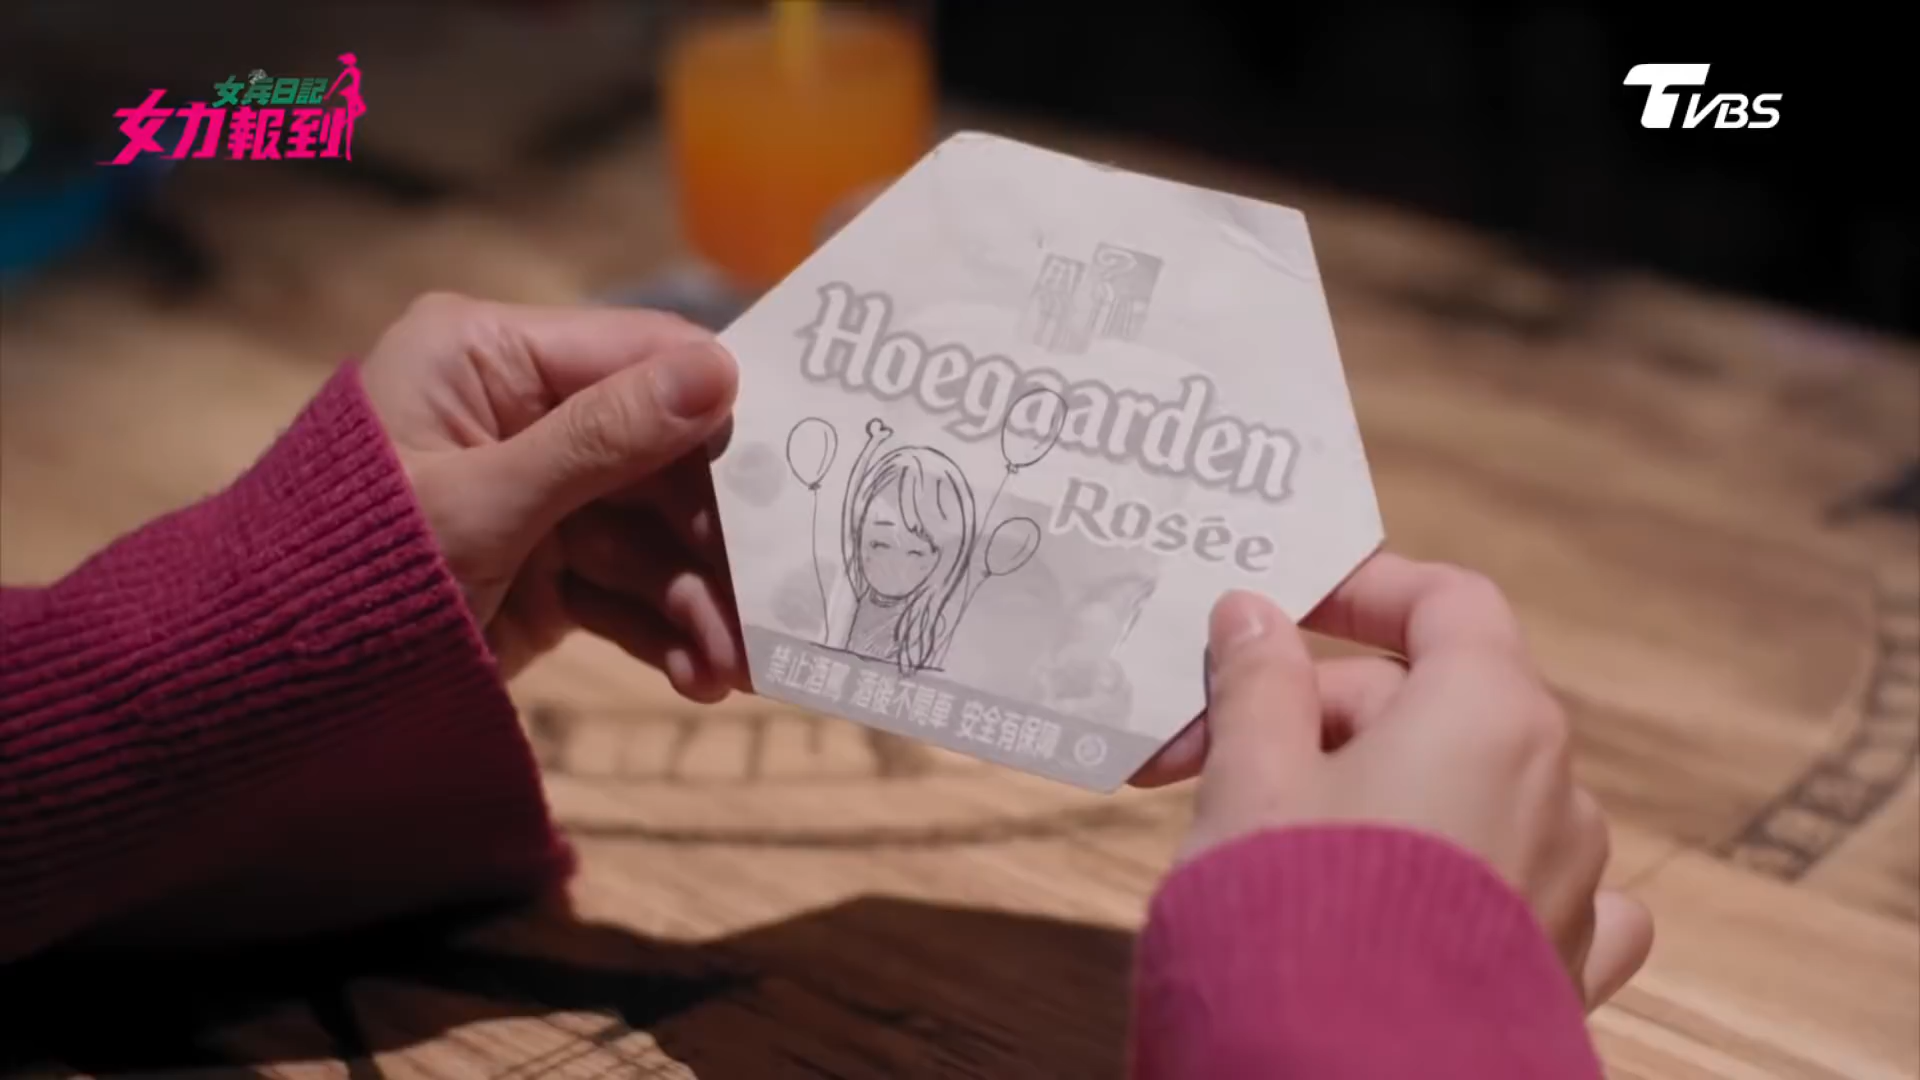 女兵日記
女力報到
TVBS
Hoegaarden
Rosée
禁止酒駕 酒後不開車 安全有保障